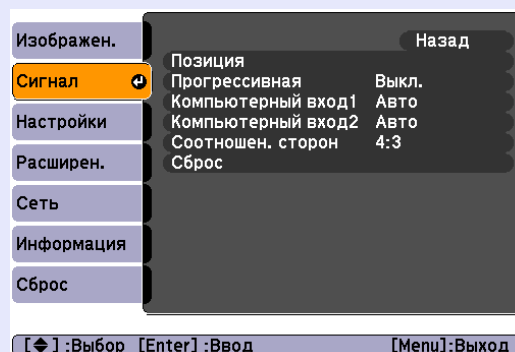 Изображен.
Сигнал
Настройки
Расширен.
Сеть
Информация
Сброс
Назад
Позиция
Прогрессивная Выкл.
Компьютерный вход1 Авто
Компьютерный вход2 Авто
Соотношен. сторон 4:3
Сброс
[◆] :Выбор [Enter] :Ввод [Menu]:Выход